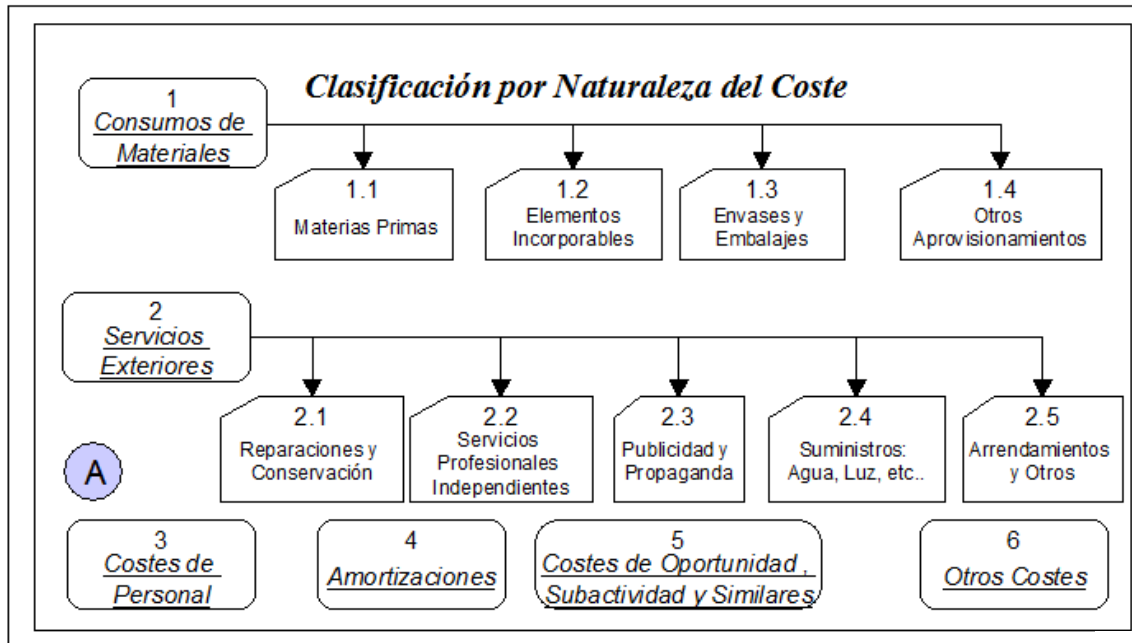 Clasificación por Naturaleza del Coste
1
Consumos de
Materiales
1.1
Materias Primas
1.2
Elementos
Incorporables
1.3
Envases y
Embalajes
1.4
Otros
Aprovisionamientos
2
Servicios
Exteriores
2.1
Reparaciones y
Conservación
2.2
Servicios
Profesionales
Independientes
2.3
Publicidad y
Propaganda
2.4
Suministros:
Agua, Luz, etc..
2.5
Arrendamientos
y Otros
A
3
Costes de
Personal
4
Amortizaciones
5
Costes de Oportunidad ,
Subactividad y Similares
6
Otros Costes